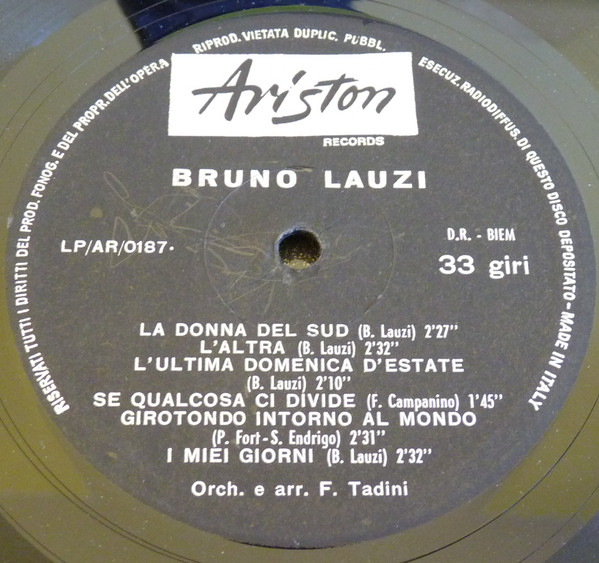 RISERVATI TUTTI I DIRITTI DEL PROD. FONOG. E DEL PROPR. DELL'OPERA RIPROD. VIETATA DUPLIC. PUBBL. ESECUZ. RADIODIFFUS. DI QUESTO DISCO DEPOSITATO - MADE IN ITALY
Ariston
RECORDS
BRUNO LAUZI
LP/AR/0187·
D.R. - BIEM
33 giri
LA DONNA DEL SUD (B. Lauzi) 2'27''
L'ALTRA (B. Lauzi) 2'32''
L'ULTIMA DOMENICA D'ESTATE
(B. Lauzi) 2'10''
SE QUALCOSA CI DIVIDE (F. Campanino) 1'45''
GIROTONDO INTORNO AL MONDO
(P. Fort - S. Endrigo) 2'31''
I MIEI GIORNI (B. Lauzi) 2'32''
Orch. e arr. F. Tadini